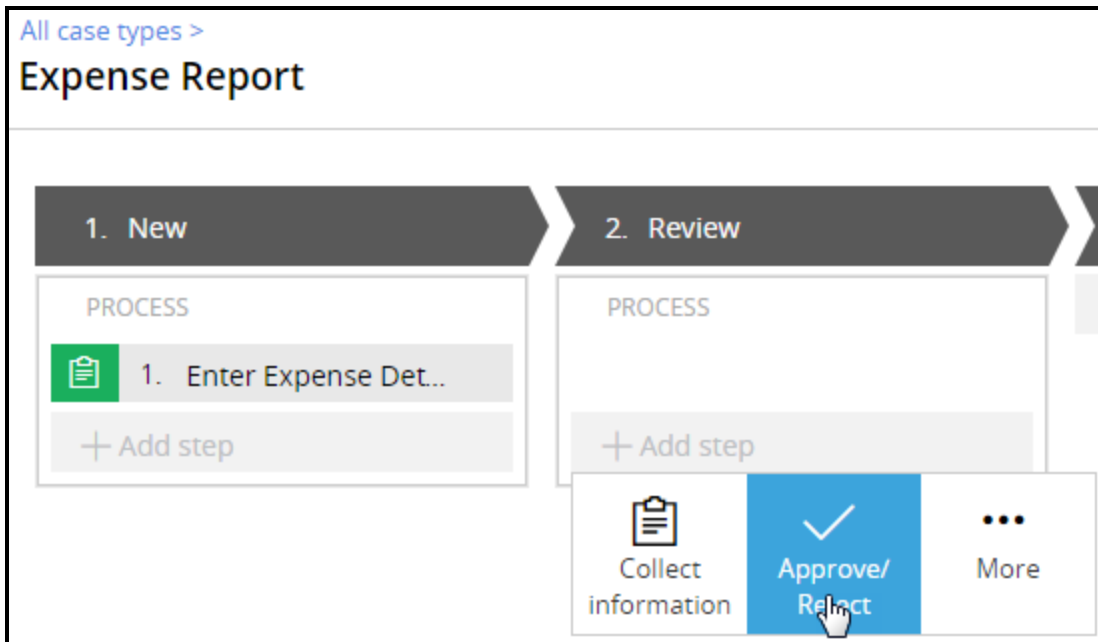 All case types >
Expense Report
1. New
2. Review
PROCESS
PROCESS
1. Enter Expense Det...
+ Add step
+ Add step
Collect
information
Approve/
Reject
More